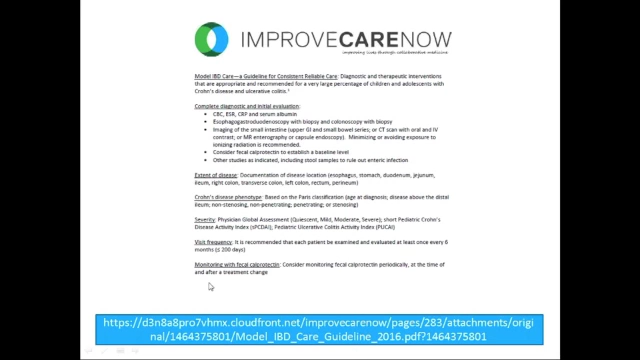 IMPROVECARENOW
improving lives through collaborative medicine
Model IBD Care—a Guideline for Consistent Reliable Care: Diagnostic and therapeutic interventions
that are appropriate and recommended for a very large percentage of children and adolescents with
Crohn's disease and ulcerative colitis.¹
Complete diagnostic and initial evaluation:
• CBC, ESR, CRP and serum albumin
• Esophagogastroduodenoscopy with biopsy and colonoscopy with biopsy
• Imaging of the small intestine (upper GI and small bowel series; or CT scan with oral and IV
contrast; or MR enterography or capsule endoscopy). Minimizing or avoiding exposure to
ionizing radiation is recommended.
• Consider fecal calprotectin to establish a baseline level
• Other studies as indicated, including stool samples to rule out enteric infection
Extent of disease: Documentation of disease location (esophagus, stomach, duodenum, jejunum,
ileum, right colon, transverse colon, left colon, rectum, perineum)
Crohn's disease phenotype: Based on the Paris classification (age at diagnosis; disease above the distal
ileum; non-stenosing, non-penetrating; penetrating; or stenosing)
Severity: Physician Global Assessment (Quiescent, Mild, Moderate, Severe), short Pediatric Crohn's
Disease Activity Index (sPCDAI); Pediatric Ulcerative Colitis Activity Index (PUCAI)
Visit frequency: It is recommended that each patient be examined and evaluated at least once every 6
months (≤ 200 days)
Monitoring with fecal calprotectin: Consider monitoring fecal calprotectin periodically, at the time of
and after a treatment change
https://d3n8a8pro7vhmx.cloudfront.net/improvecarenow/pages/283/attachments/origi
nal/1464375801/Model_IBD_Care_Guideline_2016.pdf?1464375801